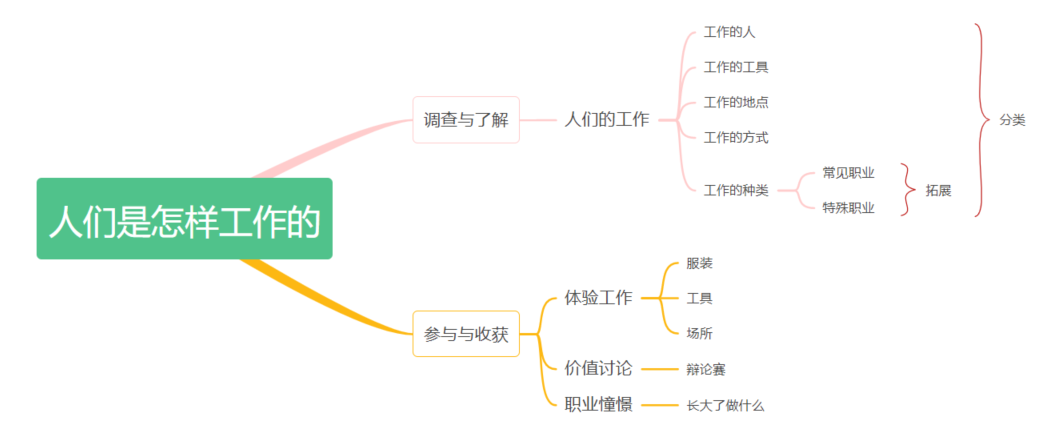 人们是怎样工作的
调查与了解
人们的工作
工作的人
工作的工具
工作的地点
工作的方式
工作的种类
常见职业
特殊职业
拓展
分类
参与与收获
体验工作
服装
工具
场所
价值讨论
辩论赛
职业憧憬
长大了做什么